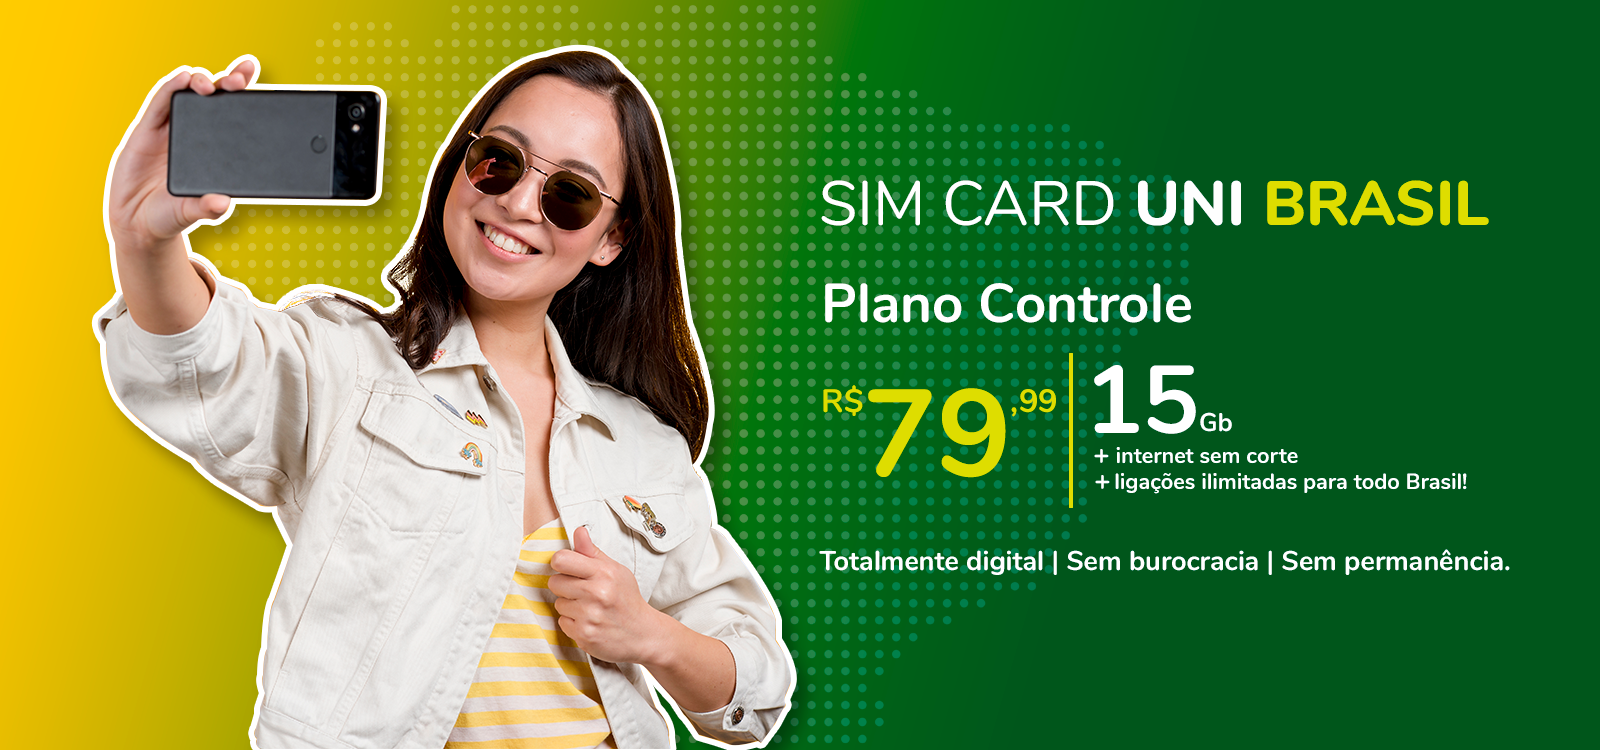 SIM CARD UNI BRASIL
Plano Controle
R$79,99
15Gb
+ internet sem corte
+ ligações ilimitadas para todo Brasil!
Totalmente digital | Sem burocracia | Sem permanência.